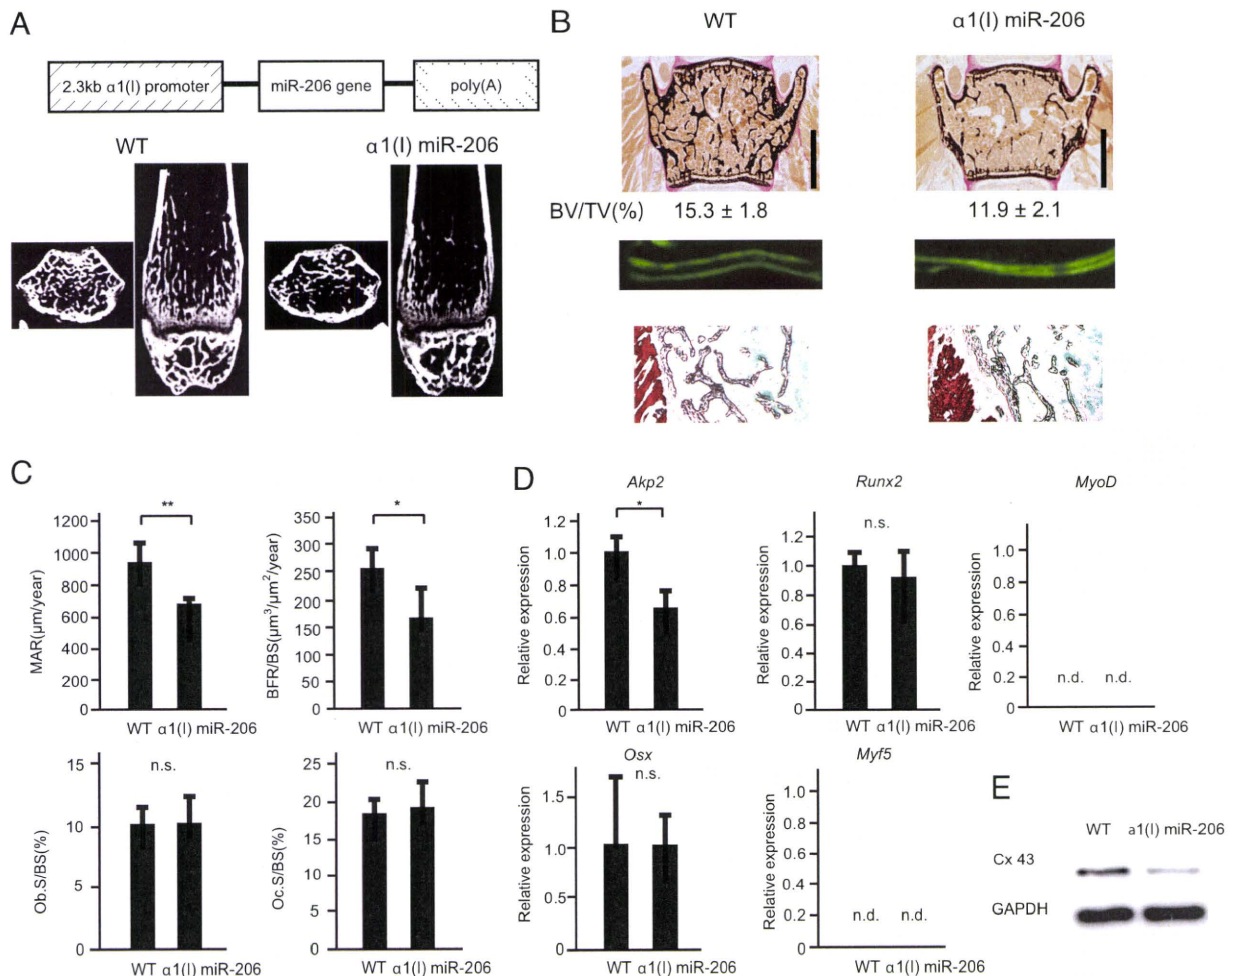 A
2.3kb α1(I) promoter
miR-206 gene
poly(A)
WT
α1(I) miR-206
B
WT
α1(I) miR-206
BV/TV(%)
15.3 ± 1.8
11.9 ± 2.1
C
**
1200
1000
800
600
400
200
0
MAR(µm/year)
WT α1(I) miR-206
*
350
300
250
200
150
100
50
0
BFR/BS(µm³/µm²/year)
WT α1(I) miR-206
n.s.
15
10
5
0
Ob.S/BS(%)
WT α1(I) miR-206
n.s.
25
20
15
10
5
0
Oc.S/BS(%)
WT α1(I) miR-206
D
Akp2
*
1.2
1.0
0.8
0.6
0.4
0.2
0
Relative expression
WT α1(I) miR-206
Runx2
n.s.
1.2
1.0
0.8
0.6
0.4
0.2
0
Relative expression
WT α1(I) miR-206
MyoD
1.0
0.8
0.6
0.4
0.2
0
Relative expression
n.d. n.d.
WT α1(I) miR-206
Osx
n.s.
1.5
1.0
0.5
0
Relative expression
WT α1(I) miR-206
Myf5
1.0
0.8
0.6
0.4
0.2
0
Relative expression
n.d. n.d.
WT α1(I) miR-206
E
WT
a1(I) miR-206
Cx 43
GAPDH